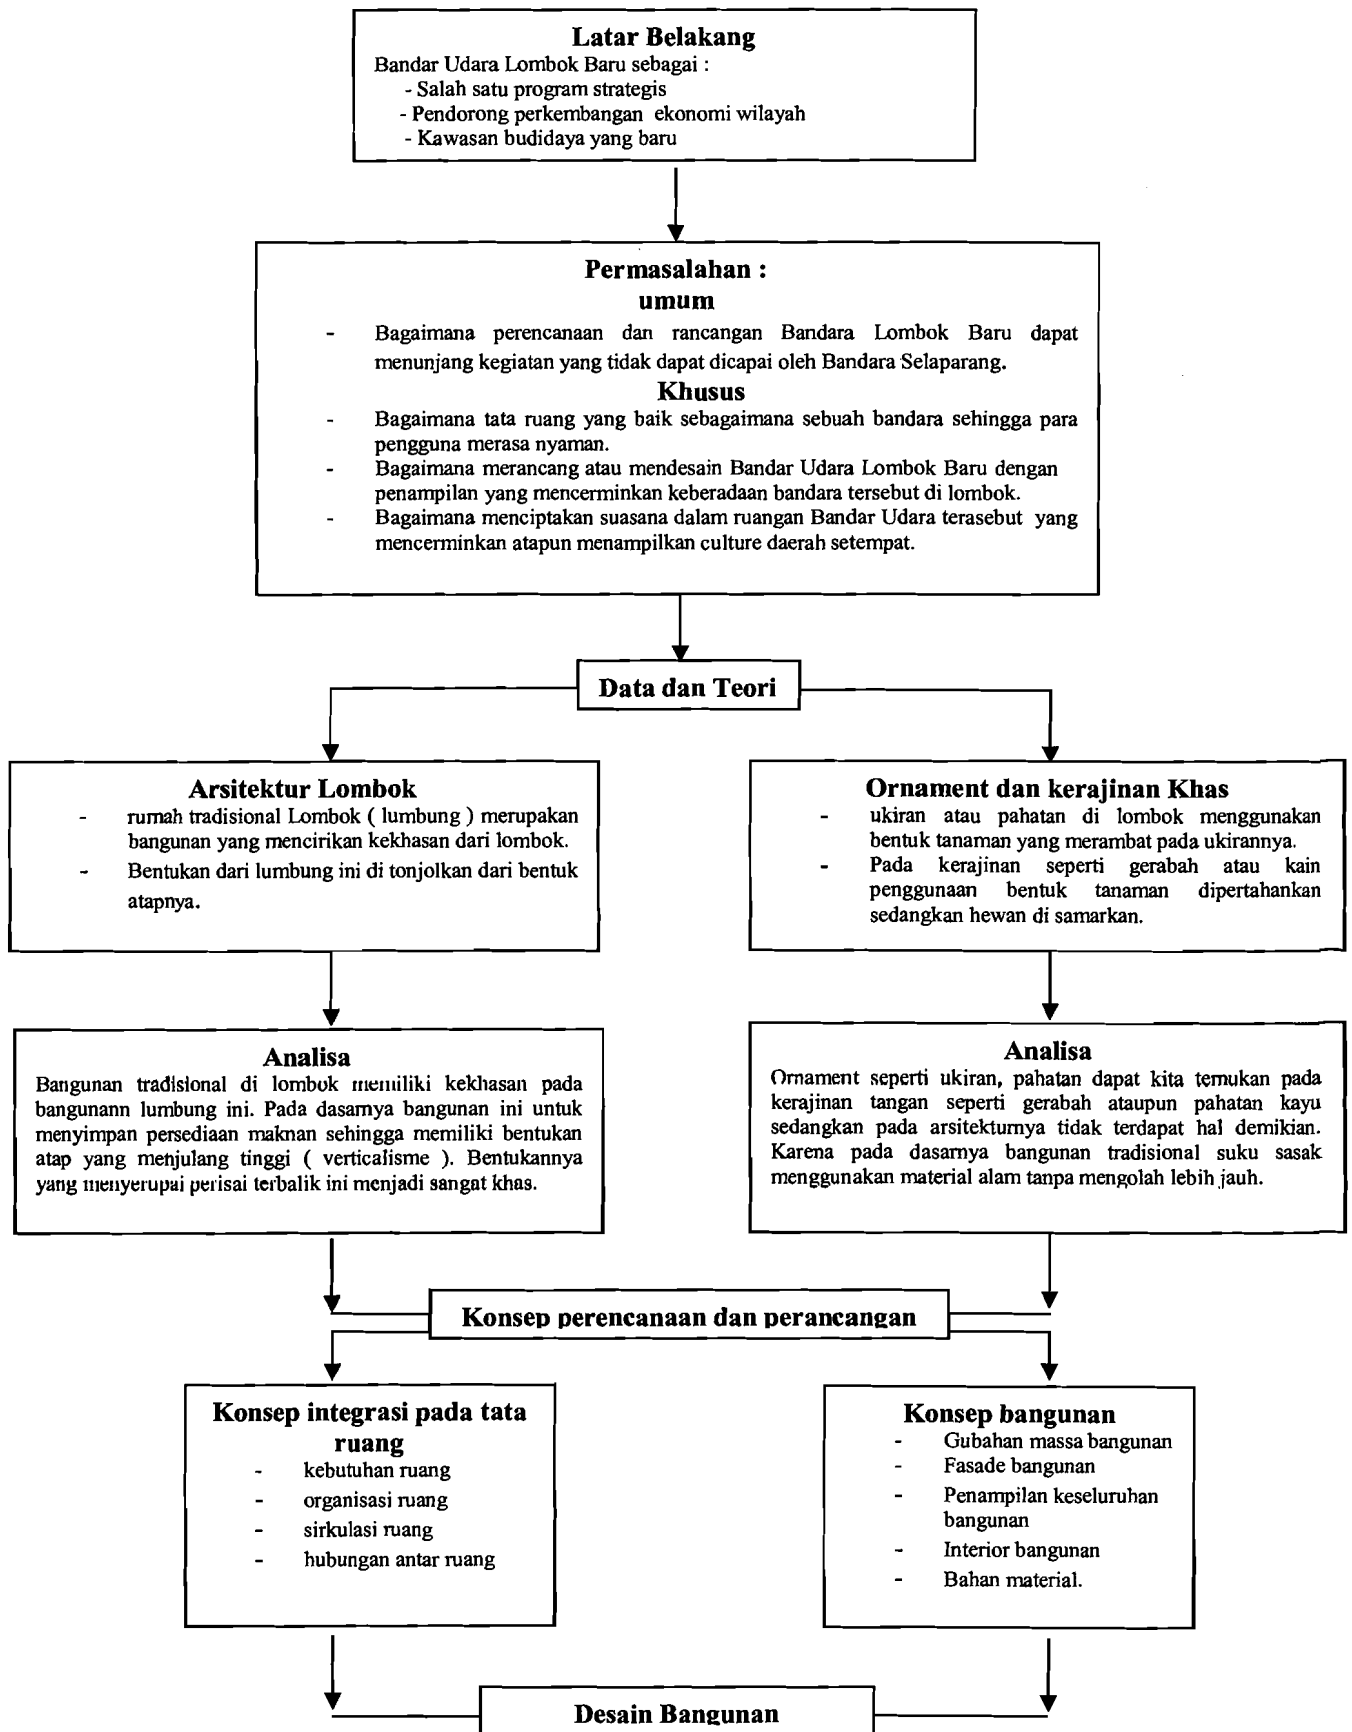 Latar Belakang
Bandar Udara Lombok Baru sebagai :
- Salah satu program strategis
- Pendorong perkembangan ekonomi wilayah
- Kawasan budidaya yang baru
Permasalahan :
umum
- Bagaimana perencanaan dan rancangan Bandara Lombok Baru dapat
menunjang kegiatan yang tidak dapat dicapai oleh Bandara Selaparang.
Khusus
- Bagaimana tata ruang yang baik sebagaimana sebuah bandara sehingga para
pengguna merasa nyaman.
- Bagaimana merancang atau mendesain Bandar Udara Lombok Baru dengan
penampilan yang mencerminkan keberadaan bandara tersebut di lombok.
- Bagaimana menciptakan suasana dalam ruangan Bandar Udara terasebut yang
mencerminkan atapun menampilkan culture daerah setempat.
Data dan Teori
Arsitektur Lombok
- rumah tradisional Lombok ( lumbung ) merupakan
bangunan yang mencirikan kekhasan dari lombok.
- Bentukan dari lumbung ini di tonjolkan dari bentuk
atapnya.
Ornament dan kerajinan Khas
- ukiran atau pahatan di lombok menggunakan
bentuk tanaman yang merambat pada ukirannya.
- Pada kerajinan seperti gerabah atau kain
penggunaan bentuk tanaman dipertahankan
sedangkan hewan di samarkan.
Analisa
Bangunan tradisional di lombok memiliki kekhasan pada
bangunann lumbung ini. Pada dasarnya bangunan ini untuk
menyimpan persediaan maknan sehingga memiliki bentukan
atap yang menjulang tinggi ( verticalisme ). Bentukannya
yang menyerupai perisai terbalik ini menjadi sangat khas.
Analisa
Ornament seperti ukiran, pahatan dapat kita temukan pada
kerajinan tangan seperti gerabah ataupun pahatan kayu
sedangkan pada arsitekturnya tidak terdapat hal demikian.
Karena pada dasarnya bangunan tradisional suku sasak
menggunakan material alam tanpa mengolah lebih jauh.
Konsep perencanaan dan perancangan
Konsep integrasi pada tata
ruang
- kebutuhan ruang
- organisasi ruang
- sirkulasi ruang
- hubungan antar ruang
Konsep bangunan
- Gubahan massa bangunan
- Fasade bangunan
- Penampilan keseluruhan
bangunan
- Interior bangunan
- Bahan material.
Desain Bangunan